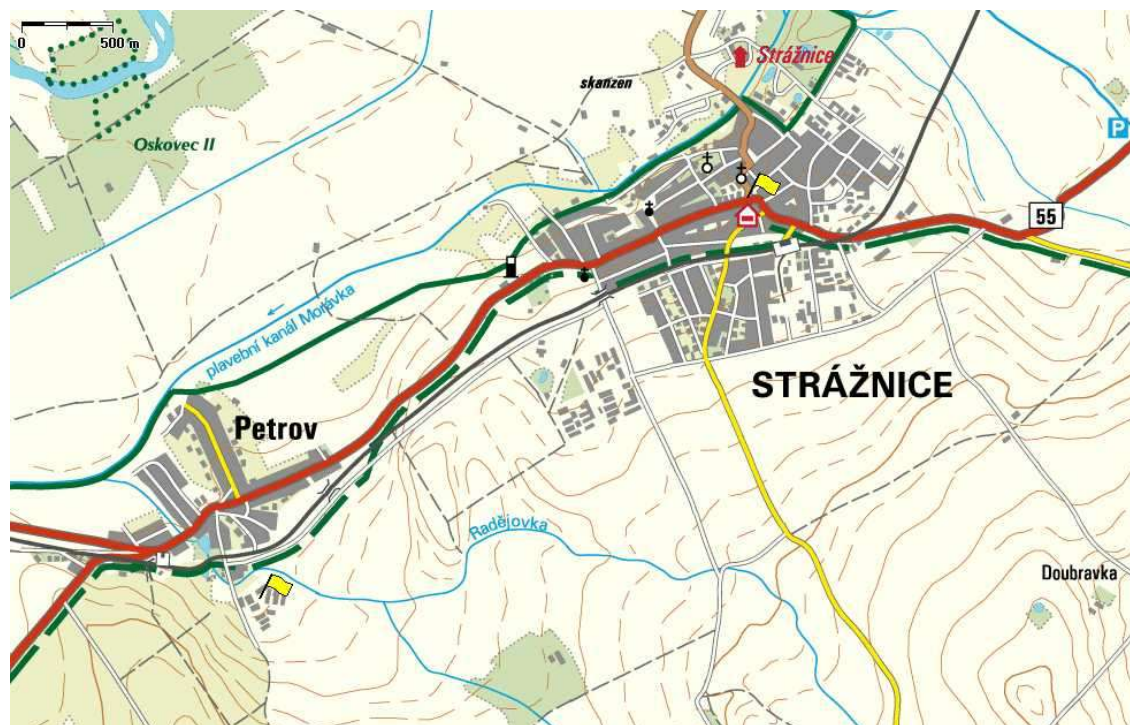 0 500 m
Strážnice
skanzen
P
Oskovec II
55
plavební kanál Morávka
STRÁŽNICE
Petrov
Radějovka
Doubravka